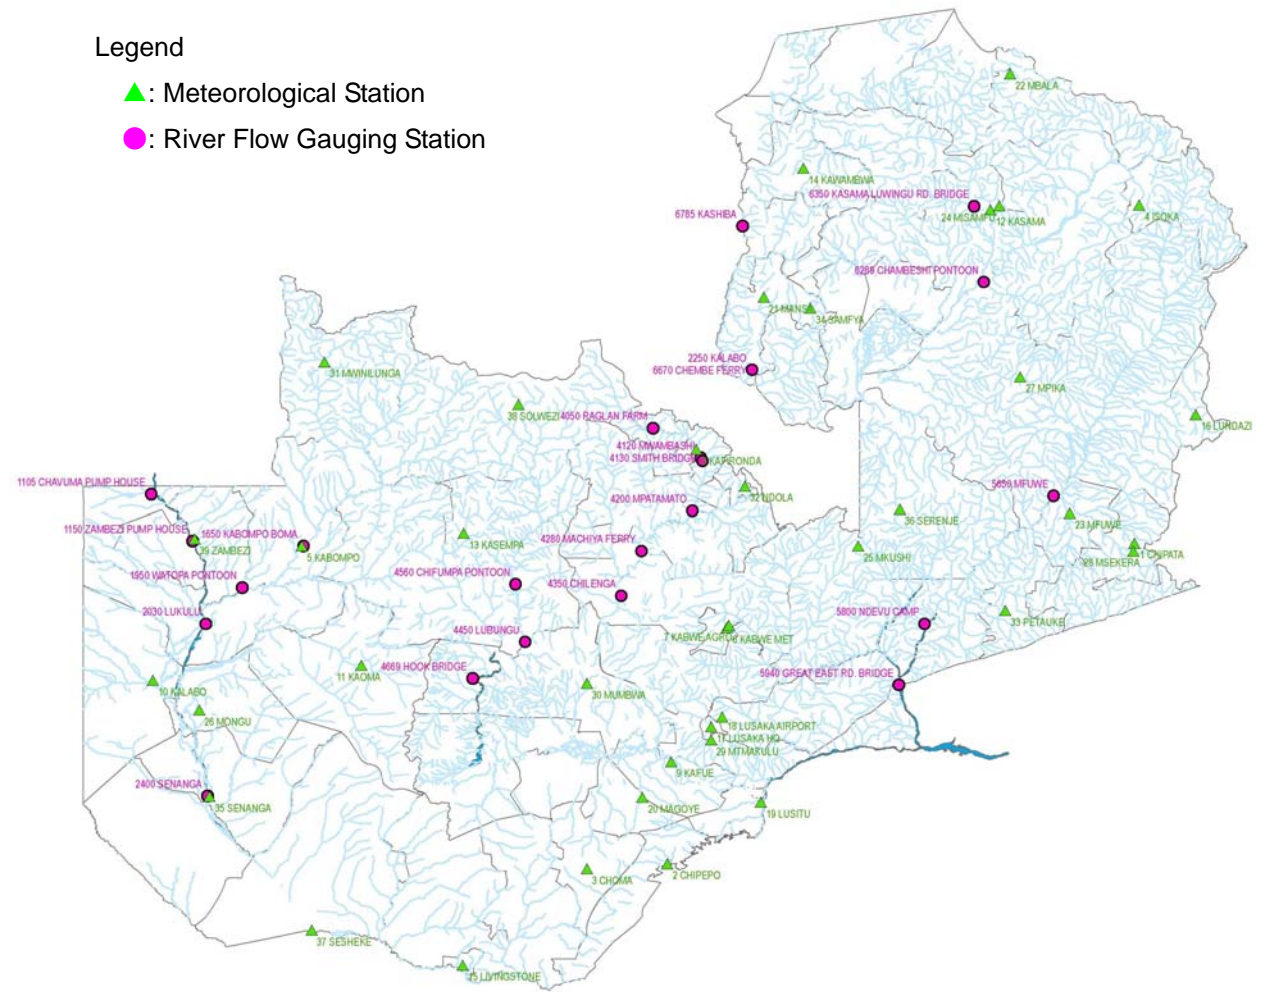 Legend
: Meteorological Station
: River Flow Gauging Station
22 MBALA
14 KAWAMBWA
6350 KASAMA LUWINGU RD. BRIDGE
6785 KASHIBA
24 MISAMFU
12 KASAMA
4 ISOKA
6289 CHAMBESHI PONTOON
21 MANSA
34 SAMFYA
2250 KALABO
6670 CHEMBE FERRY
31 MWINILUNGA
27 MPIKA
38 SOLWEZI
4050 RAGLAN FARM
16 LUNDAZI
4120 MWAMBASHI
4130 SMITH BRIDGE
KAFIRONDA
1105 CHAVUMA PUMP HOUSE
32 NDOLA
5650 MFUWE
4200 MPATAMATO
36 SERENJE
23 MFUWE
1150 ZAMBEZI PUMP HOUSE
1650 KABOMPO BOMA
39 ZAMBEZI
5 KABOMPO
13 KASEMPA
4280 MACHIYA FERRY
25 MKUSHI
1 CHIPATA
28 MSEKERA
1950 WATOPA PONTOON
4560 CHIFUMPA PONTOON
4350 CHILENGA
2030 LUKULU
5800 NDEVU CAMP
33 PETAUKE
4450 LUBUNGU
7 KABWE AGRO
8 KABWE MET
4669 HOOK BRIDGE
11 KAOMA
5940 GREAT EAST RD. BRIDGE
10 KALABO
30 MUMBWA
26 MONGU
18 LUSAKA AIRPORT
17 LUSAKA HQ
29 MTMAKULU
9 KAFUE
2400 SENANGA
35 SENANGA
20 MAGOYE
19 LUSITU
3 CHOMA
2 CHIPEPO
37 SESHEKE
15 LIVINGSTONE